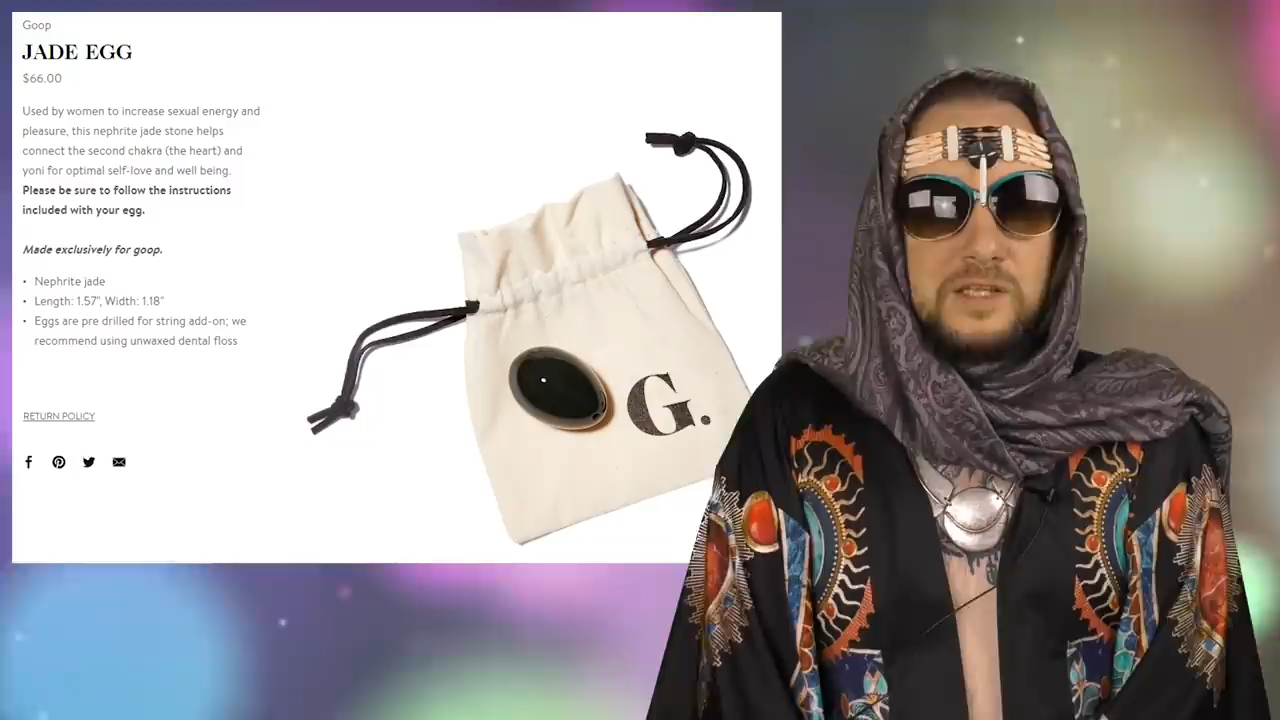 Goop
JADE EGG
$66.00
Used by women to increase sexual energy and
pleasure, this nephrite jade stone helps
connect the second chakra (the heart) and
yoni for optimal self-love and well being.
Please be sure to follow the instructions
included with your egg.
Made exclusively for goop.
• Nephrite jade
• Length: 1.57", Width: 1.18"
• Eggs are pre drilled for string add-on; we
recommend using unwaxed dental floss
G.
RETURN POLICY